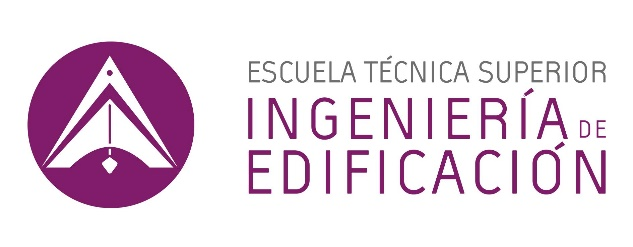 ESCUELA TÉCNICA SUPERIOR
INGENIERÍA DE
EDIFICACIÓN